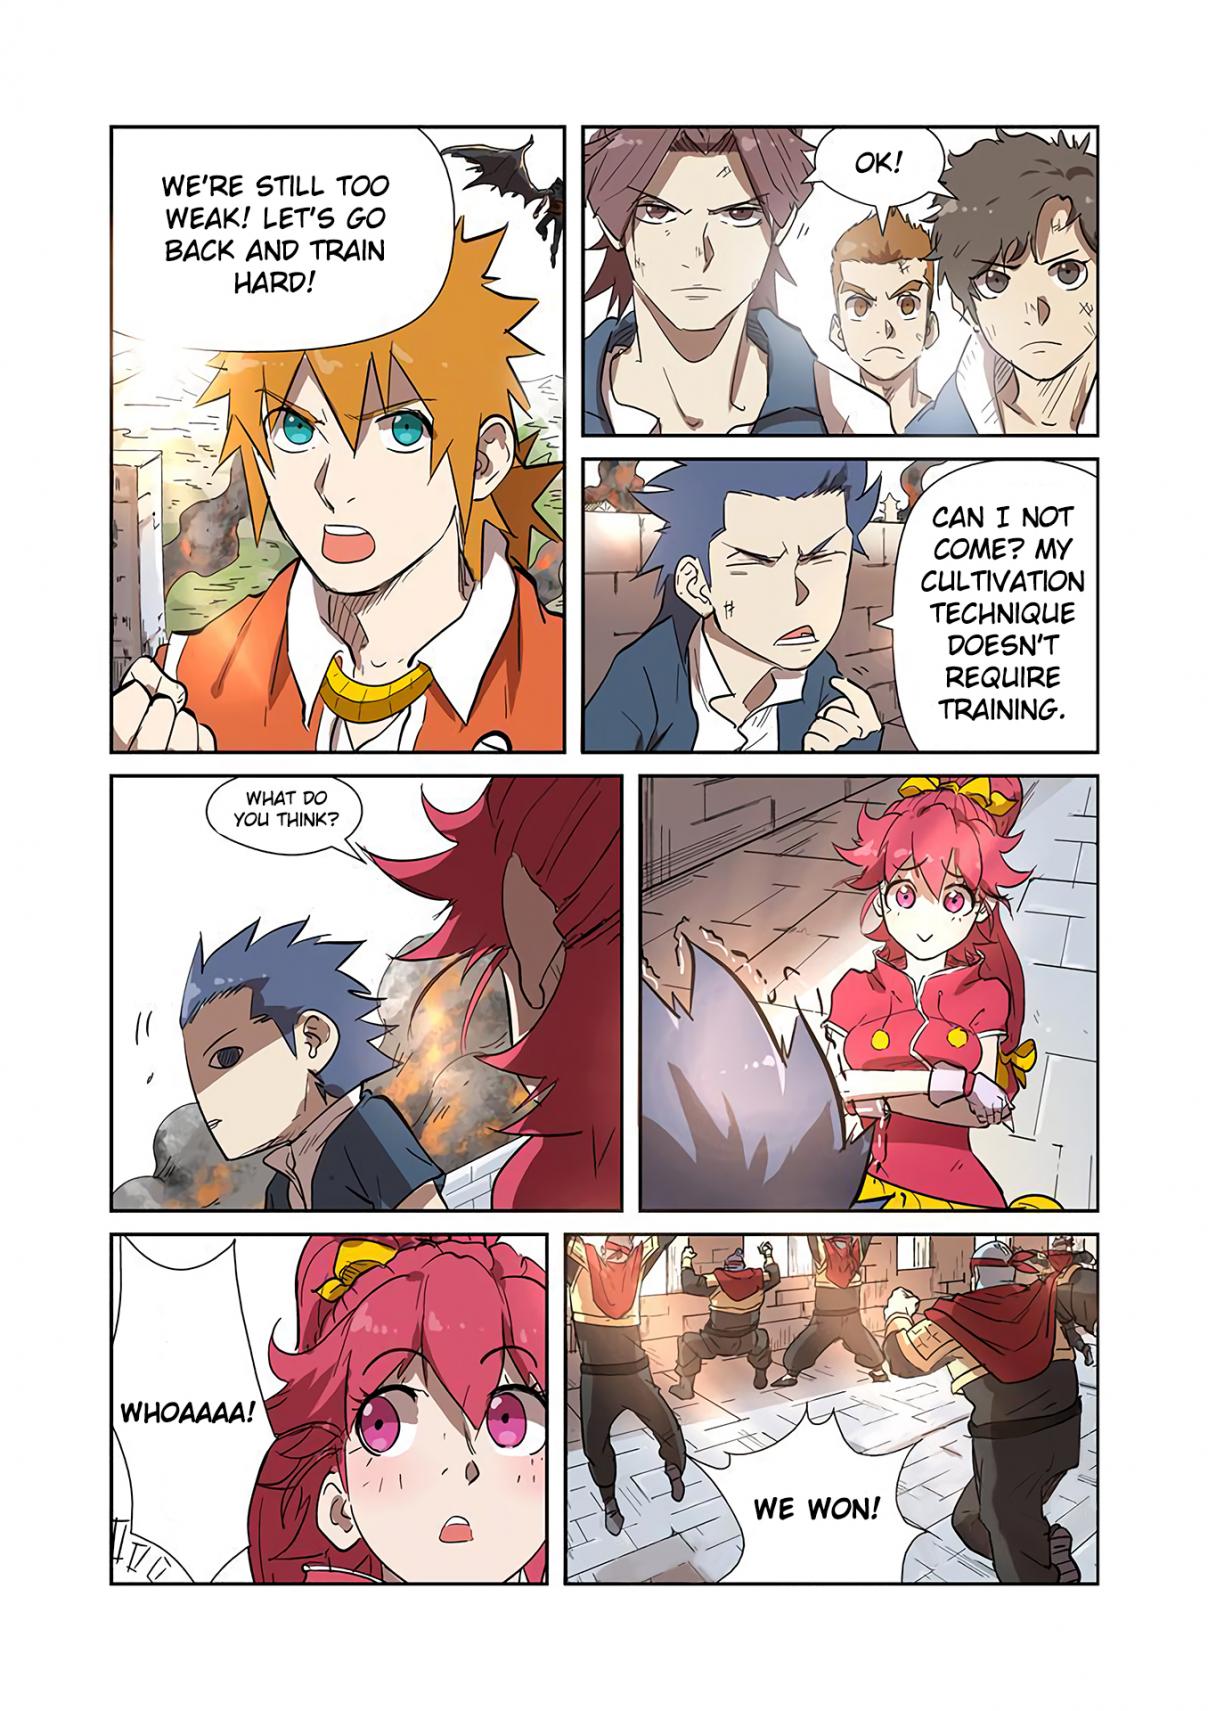 WE'RE STILL TOO
WEAK! LET'S GO
BACK AND TRAIN
HARD!
OK!
CAN I NOT
COME? MY
CULTIVATION
TECHNIQUE
DOESN'T
REQUIRE
TRAINING.
WHAT DO
YOU THINK?
WHOAAAA!
WE WON!